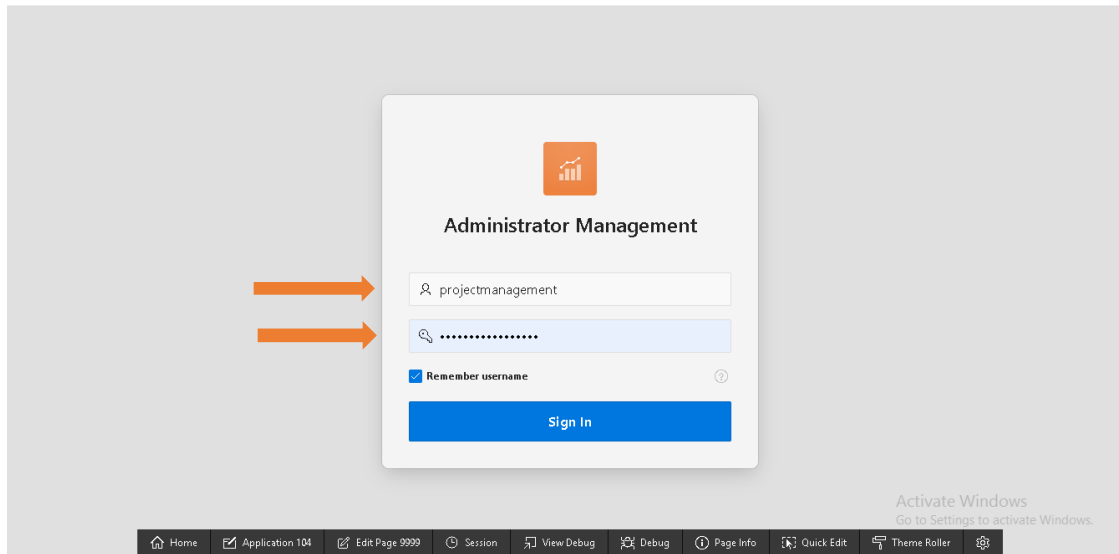 Administrator Management
projectmanagement
•••••••••••••••••
Remember username
?
Sign In
Activate Windows
Go to Settings to activate Windows.
Home Application 104 Edit Page 9999 Session View Debug Debug Page Info Quick Edit Theme Roller